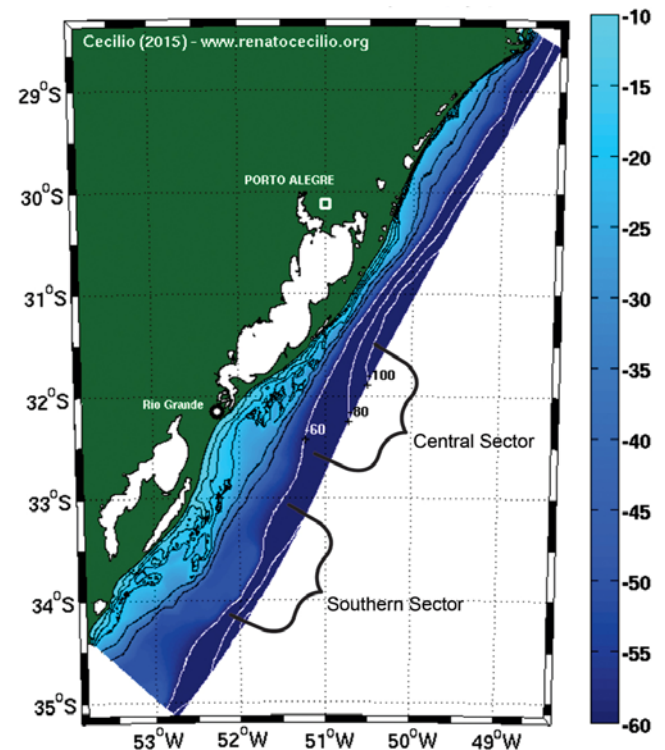 Cecilio (2015) - www.renatocecilio.org
29°S
PORTO ALEGRE
30°S
31°S
-100
Rio Grande
32°S
-80
-60
Central Sector
33°S
34°S
Southern Sector
35°S
53°W
52°W
51°W
50°W
49°W
-10
-15
-20
-25
-30
-35
-40
-45
-50
-55
-60